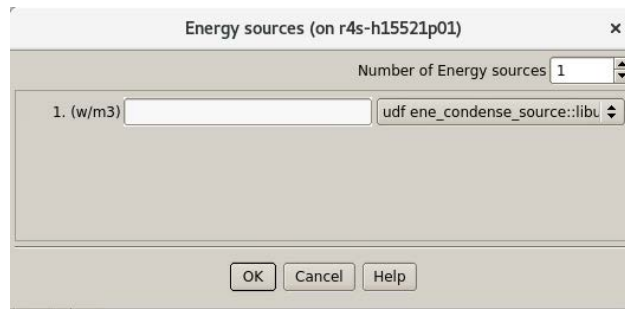 Energy sources (on r4s-h15521p01)
Number of Energy sources 1
1. (w/m3) udf ene_condense_source::libu
OK Cancel Help